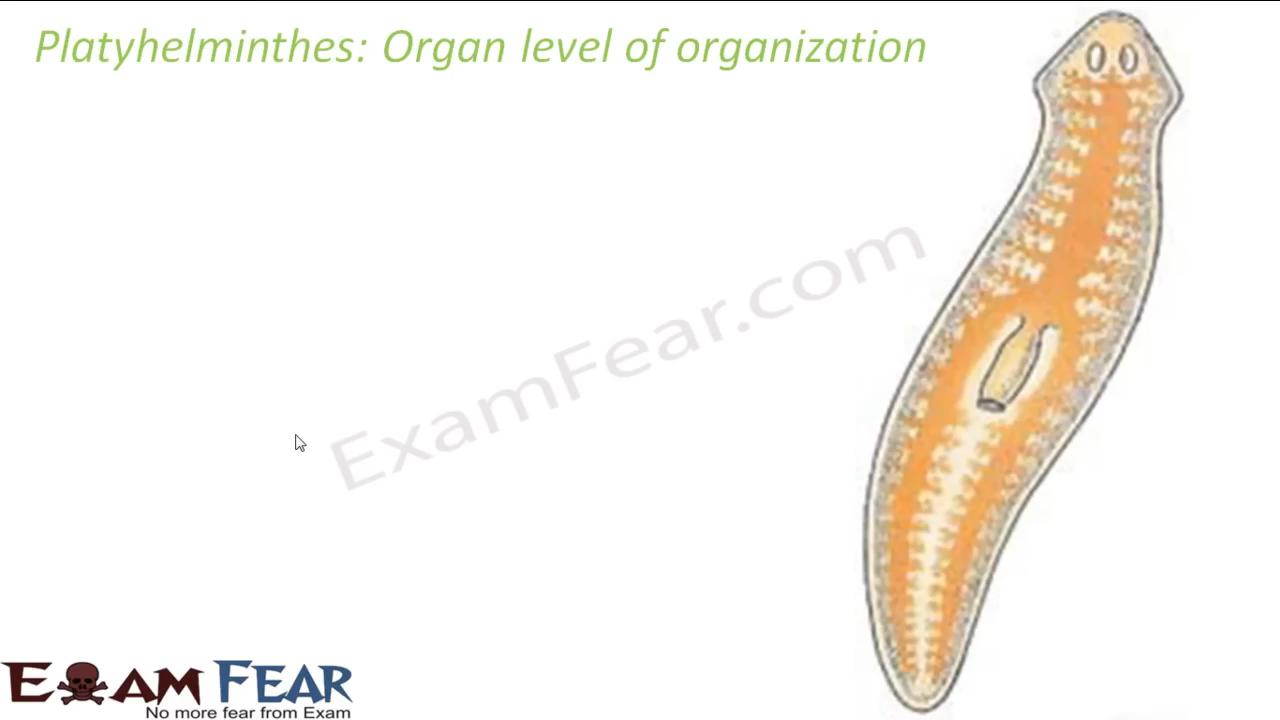 Platyhelminthes: Organ level of organization
ExamFear.com
EXAM FEAR
No more fear from Exam